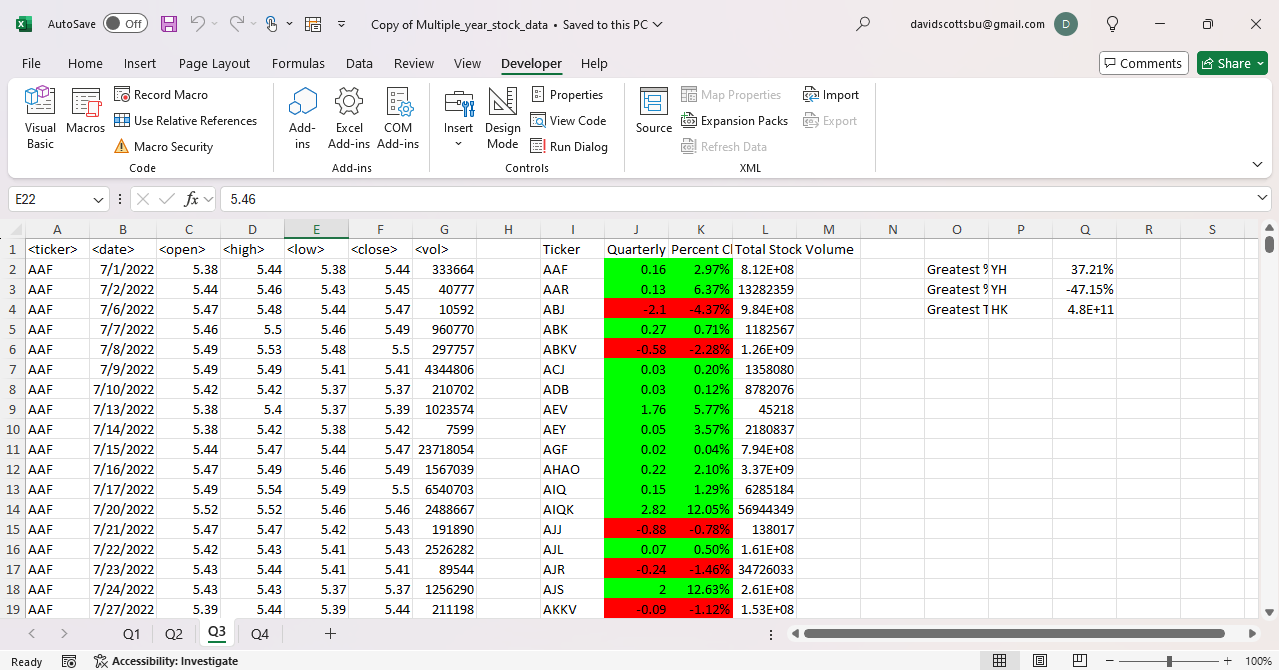 AutoSave Off Copy of Multiple_year_stock_data • Saved to this PC davidscottsbu@gmail.com D
File Home Insert Page Layout Formulas Data Review View Developer Help Comments Share
Visual Basic
Macros
Record Macro
Use Relative References
Macro Security
Code
Add-ins
Excel Add-ins
COM Add-ins
Add-ins
Insert
Design Mode
Properties
View Code
Run Dialog
Controls
Source
Map Properties
Expansion Packs
Refresh Data
Import
Export
XML
E22 fx 5.46
A B C D E F G H I J K L M N O P Q R S
1 <ticker> <date> <open> <high> <low> <close> <vol> Ticker Quarterly Percent Cl Total Stock Volume
2 AAF 7/1/2022 5.38 5.44 5.38 5.44 333664 AAF 0.16 2.97% 8.12E+08 Greatest % YH 37.21%
3 AAF 7/2/2022 5.44 5.46 5.43 5.45 40777 AAR 0.13 6.37% 13282359 Greatest % YH -47.15%
4 AAF 7/6/2022 5.47 5.48 5.44 5.47 10592 ABJ -2.1 -4.37% 9.84E+08 Greatest T HK 4.8E+11
5 AAF 7/7/2022 5.46 5.5 5.46 5.49 960770 ABK 0.27 0.71% 1182567
6 AAF 7/8/2022 5.49 5.53 5.48 5.5 297757 ABKV -0.58 -2.28% 1.26E+09
7 AAF 7/9/2022 5.49 5.49 5.41 5.41 4344806 ACJ 0.03 0.20% 1358080
8 AAF 7/10/2022 5.42 5.42 5.37 5.37 210702 ADB 0.03 0.12% 8782076
9 AAF 7/13/2022 5.38 5.4 5.37 5.39 1023574 AEV 1.76 5.77% 45218
10 AAF 7/14/2022 5.38 5.42 5.38 5.42 7599 AEY 0.05 3.57% 2180837
11 AAF 7/15/2022 5.44 5.47 5.44 5.47 23718054 AGF 0.02 0.04% 7.94E+08
12 AAF 7/16/2022 5.47 5.49 5.46 5.49 1567039 AHAO 0.22 2.10% 3.37E+09
13 AAF 7/17/2022 5.49 5.54 5.49 5.5 6540703 AIQ 0.15 1.29% 6285184
14 AAF 7/20/2022 5.52 5.52 5.46 5.46 2488667 AIQK 2.82 12.05% 56944349
15 AAF 7/21/2022 5.47 5.47 5.42 5.43 191890 AJJ -0.88 -0.78% 138017
16 AAF 7/22/2022 5.42 5.43 5.41 5.43 2526282 AJL 0.07 0.50% 1.61E+08
17 AAF 7/23/2022 5.43 5.44 5.41 5.41 89544 AJR -0.24 -1.46% 34726033
18 AAF 7/24/2022 5.43 5.43 5.37 5.37 1256290 AJS 2 12.63% 2.61E+08
19 AAF 7/27/2022 5.39 5.44 5.39 5.44 211198 AKKV -0.09 -1.12% 1.53E+08
Q1 Q2 Q3 Q4
Ready Accessibility: Investigate 100%